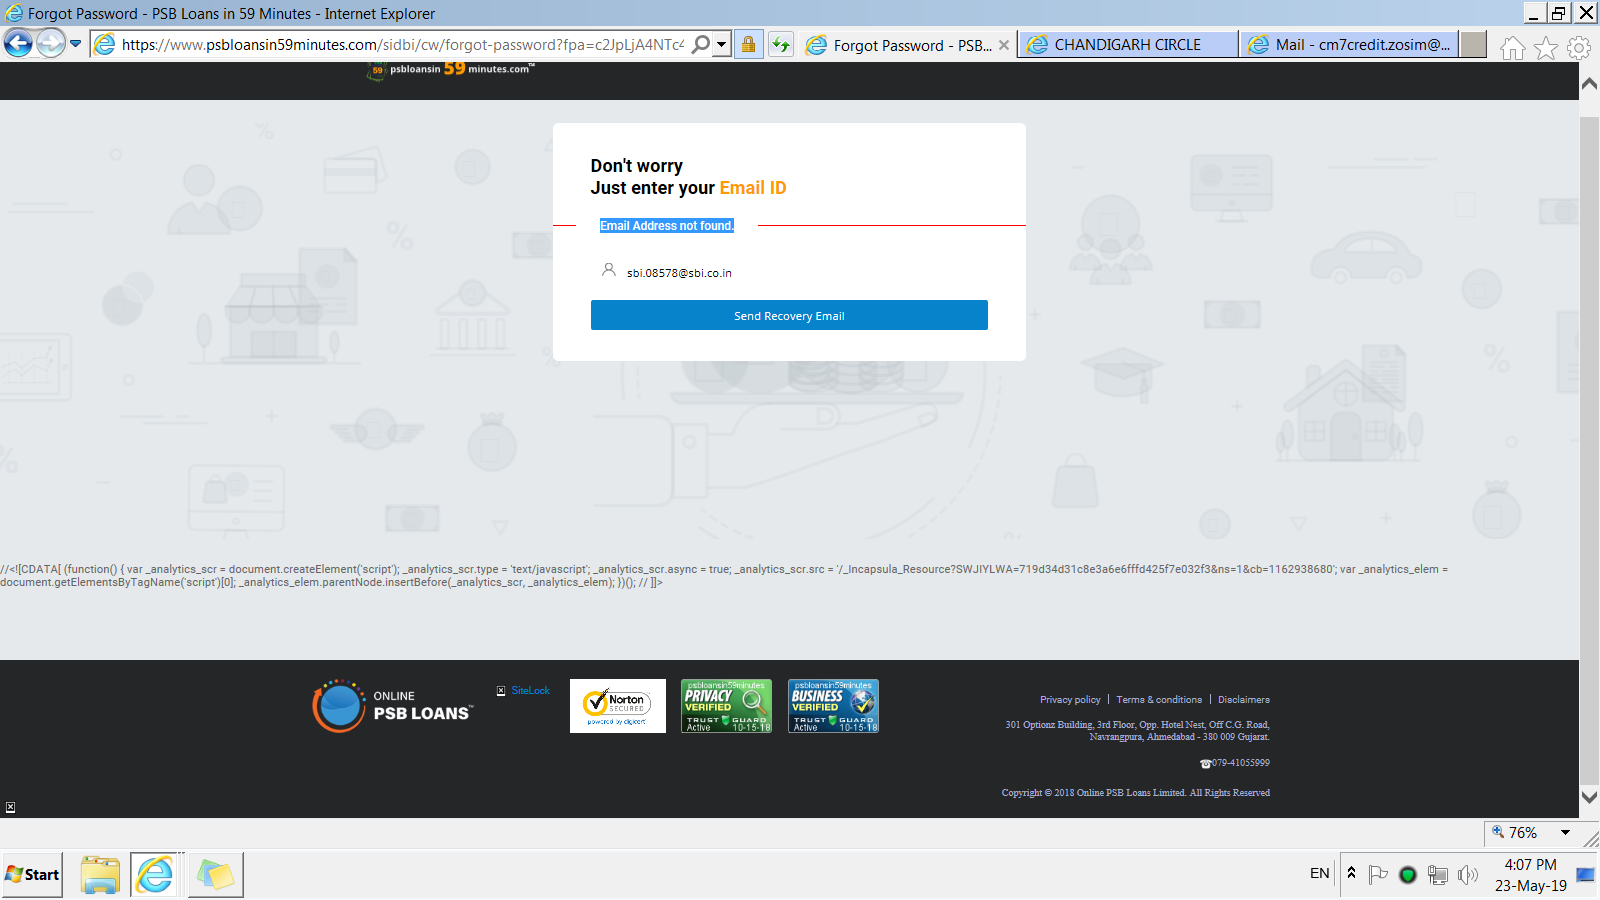 Forgot Password - PSB Loans in 59 Minutes - Internet Explorer
https://www.psbloansin59minutes.com/sidbi/cw/forgot-password?fpa=c2JpLjA4NTc4
Forgot Password - PSB...
CHANDIGARH CIRCLE
Mail - cm7credit.zosim@...
59 psbloansin 59 minutes.com™
Don't worry
Just enter your Email ID
Email Address not found.
sbi.08578@sbi.co.in
Send Recovery Email
//<![CDATA[ (function() { var _analytics_scr = document.createElement('script'); _analytics_scr.type = 'text/javascript'; _analytics_scr.async = true; _analytics_scr.src = '/_Incapsula_Resource?SWJIYLWA=719d34d31c8e3a6e6fffd425f7e032f3&ns=1&cb=1162938680'; var _analytics_elem =
document.getElementsByTagName('script')[0]; _analytics_elem.parentNode.insertBefore(_analytics_scr, _analytics_elem); })(); // ]]>
ONLINE
PSB LOANS™
SiteLock
Norton
SECURED
powered by digicert
psbloansin59minutes
PRIVACY
VERIFIED
TRUST GUARD
Active 10-15-18
psbloansin59minutes
BUSINESS
VERIFIED
TRUST GUARD
Active 10-15-18
Privacy policy | Terms & conditions | Disclaimers
301 Optionz Building, 3rd Floor, Opp. Hotel Nest, Off C.G. Road,
Navrangpura, Ahmedabad - 380 009 Gujarat.
☎079-41055999
Copyright © 2018 Online PSB Loans Limited. All Rights Reserved
76%
Start
EN
4:07 PM
23-May-19